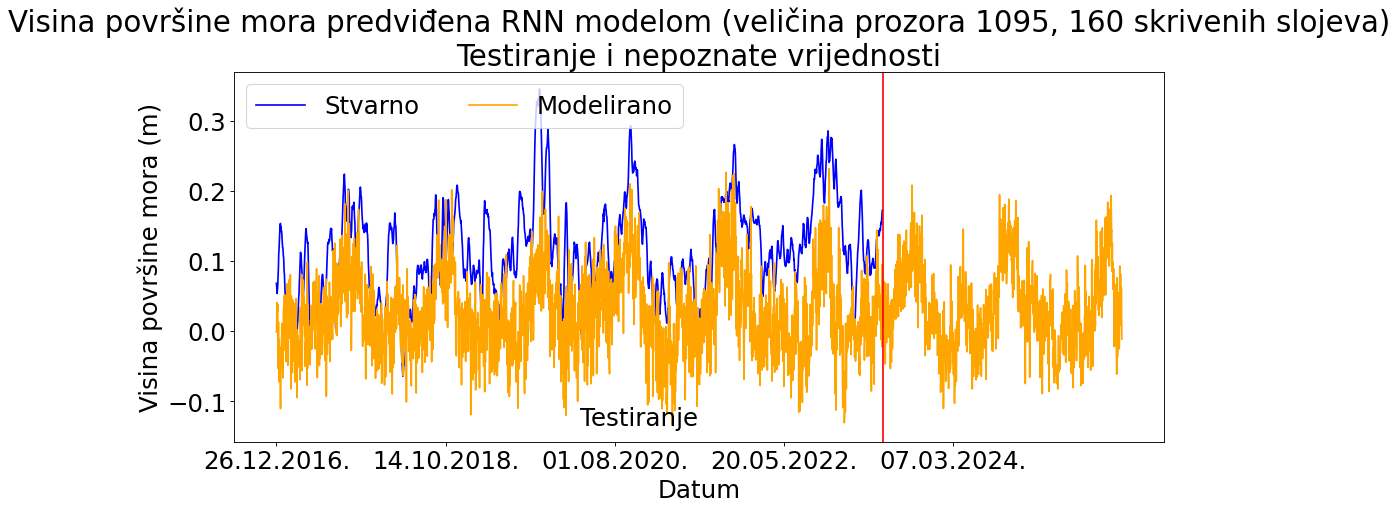 Visina površine mora predviđena RNN modelom (veličina prozora 1095, 160 skrivenih slojeva)
Testiranje i nepoznate vrijednosti
Stvarno Modelirano
Visina površine mora (m)
0.3
0.2
0.1
0.0
−0.1
Testiranje
26.12.2016. 14.10.2018. 01.08.2020. 20.05.2022. 07.03.2024.
Datum